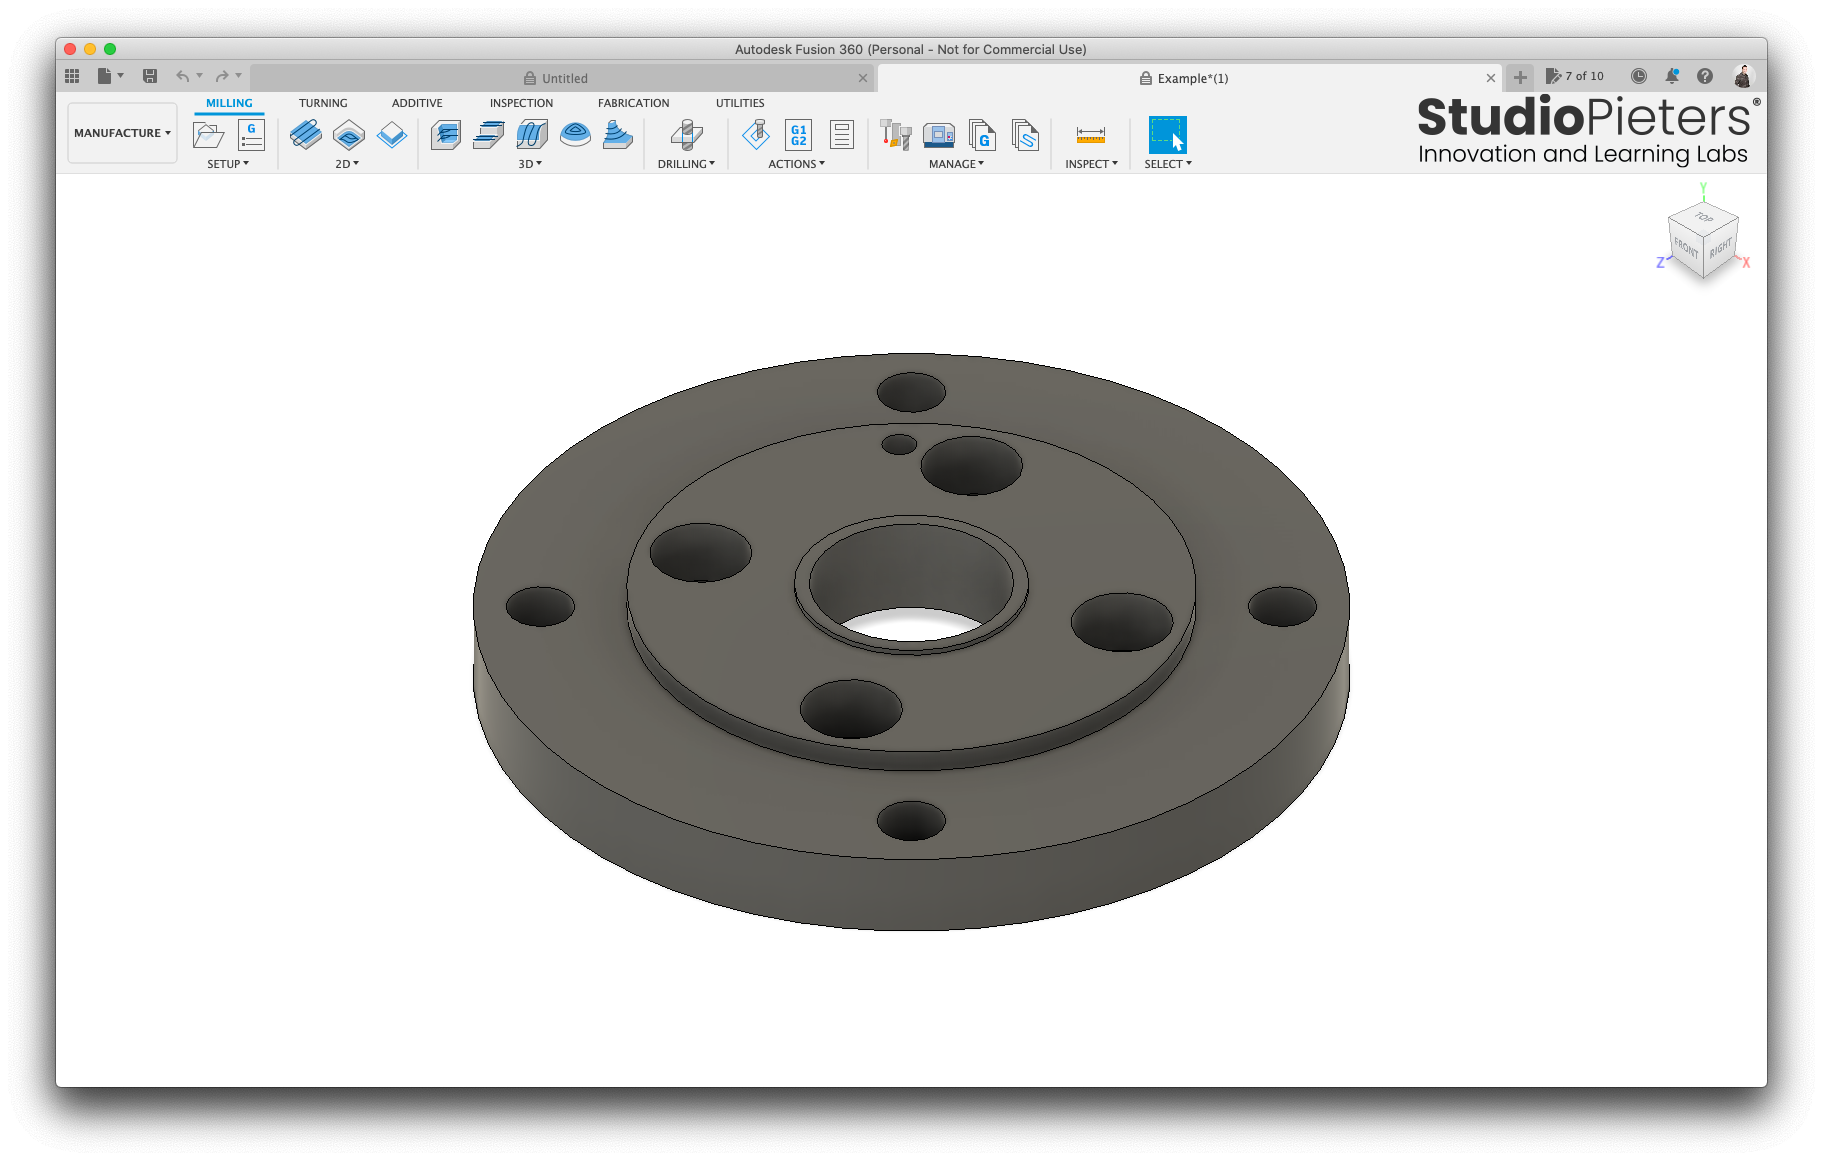 Autodesk Fusion 360 (Personal - Not for Commercial Use)
Untitled
Example*(1)
7 of 10
MILLING TURNING ADDITIVE INSPECTION FABRICATION UTILITIES
MANUFACTURE
G
G1
G2
G
SETUP 2D 3D DRILLING ACTIONS MANAGE INSPECT SELECT
StudioPieters®
Innovation and Learning Labs
Y
TOP
FRONT RIGHT
Z X